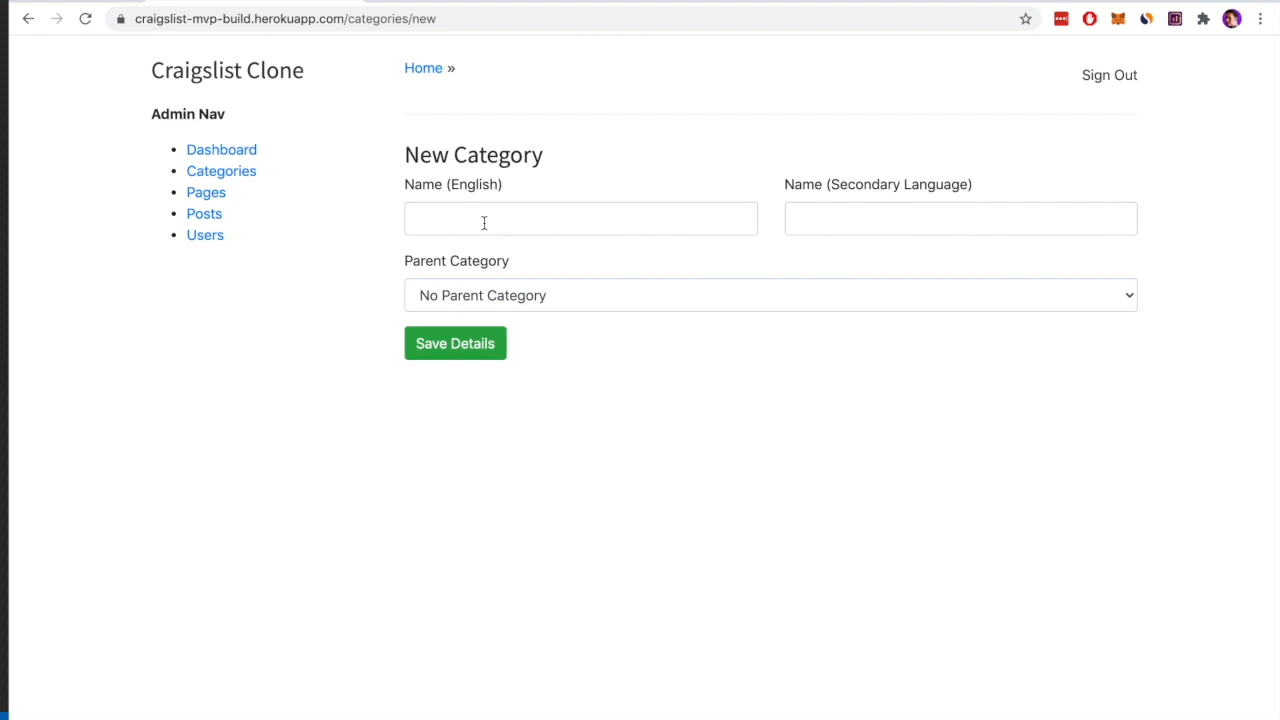 craigslist-mvp-build.herokuapp.com/categories/new
Craigslist Clone
Home »
Sign Out
Admin Nav
Dashboard
Categories
Pages
Posts
Users
New Category
Name (English)
Name (Secondary Language)
Parent Category
No Parent Category
Save Details